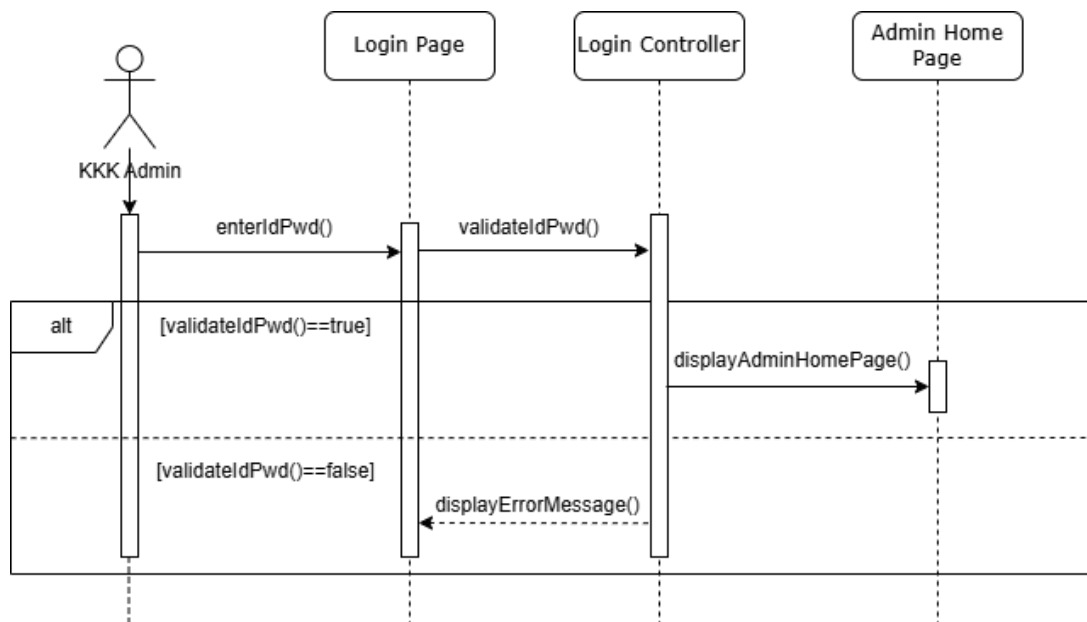 Login Page
Login Controller
Admin Home
Page
KKK Admin
enterIdPwd()
validateIdPwd()
alt
[validateIdPwd()==true]
displayAdminHomePage()
[validateIdPwd()==false]
displayErrorMessage()